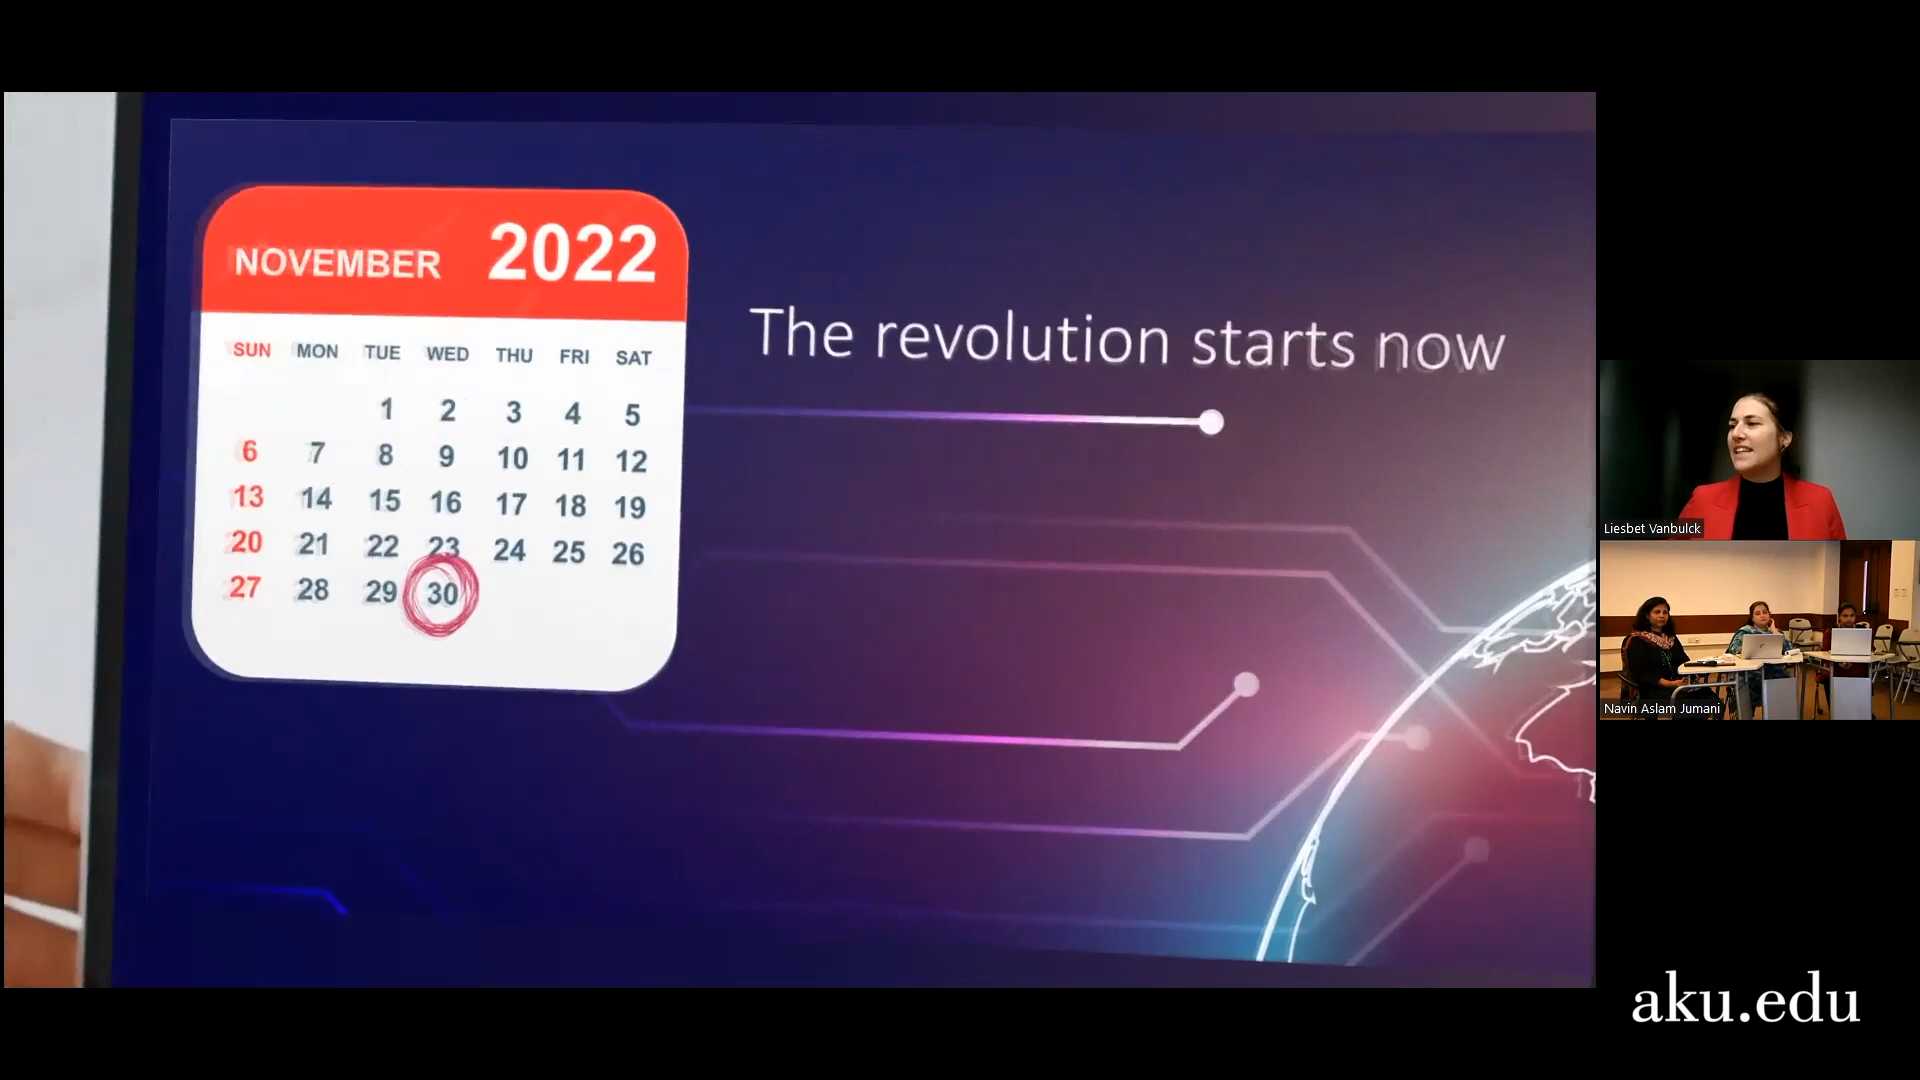 NOVEMBER 2022
SUN MON TUE WED THU FRI SAT
1 2 3 4 5
6 7 8 9 10 11 12
13 14 15 16 17 18 19
20 21 22 23 24 25 26
27 28 29 30
The revolution starts now
Liesbet Vanbulck
Navin Aslam Jumani
aku.edu